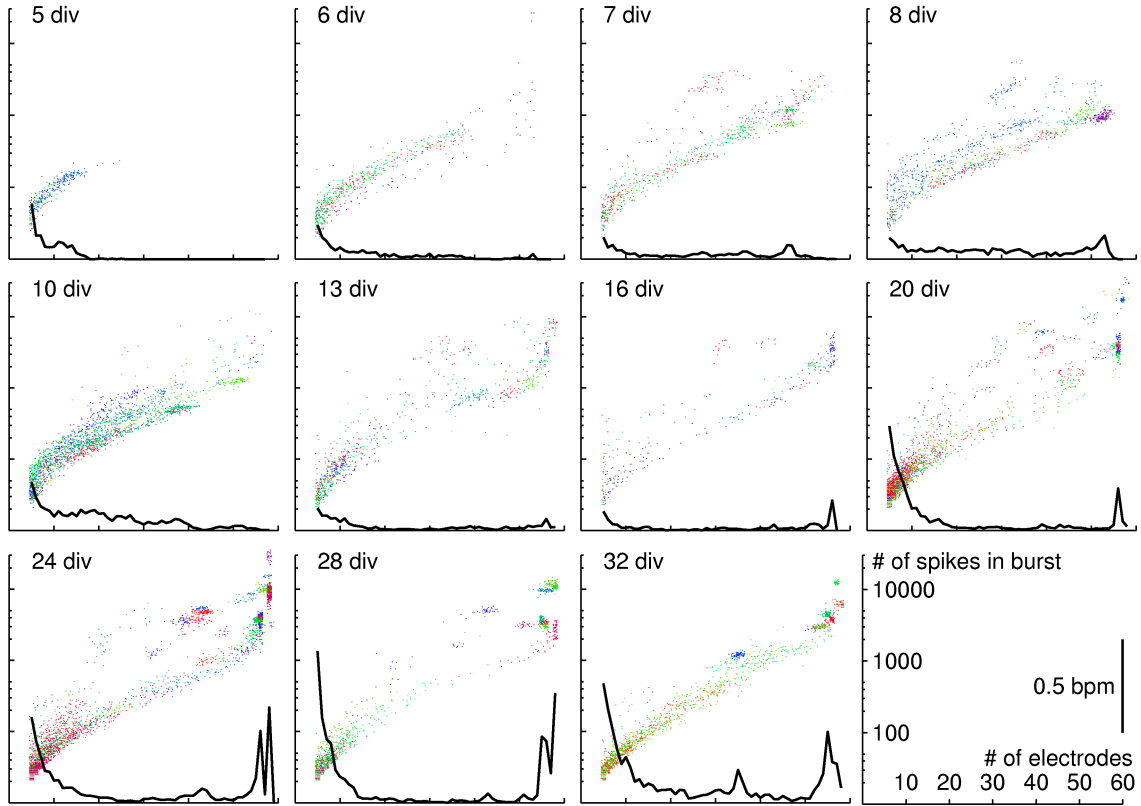 5 div
6 div
7 div
8 div
10 div
13 div
16 div
20 div
24 div
28 div
32 div
# of spikes in burst
10000
1000
0.5 bpm
100
# of electrodes
10 20 30 40 50 60